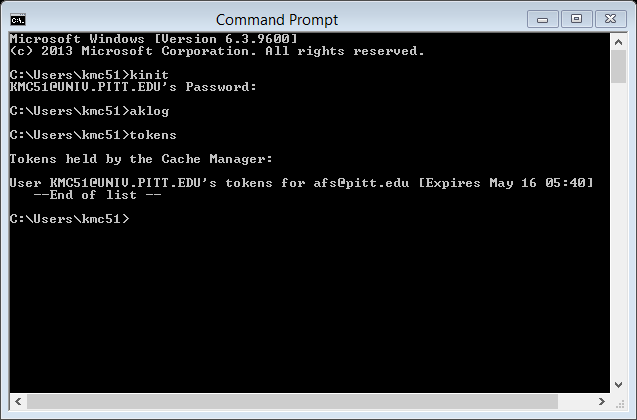 Command Prompt
Microsoft Windows [Version 6.3.9600]
(c) 2013 Microsoft Corporation. All rights reserved.
C:\Users\kmc51>kinit
KMC51@UNIV.PITT.EDU's Password:
C:\Users\kmc51>aklog
C:\Users\kmc51>tokens
Tokens held by the Cache Manager:
User KMC51@UNIV.PITT.EDU's tokens for afs@pitt.edu [Expires May 16 05:40]
--End of list --
C:\Users\kmc51>